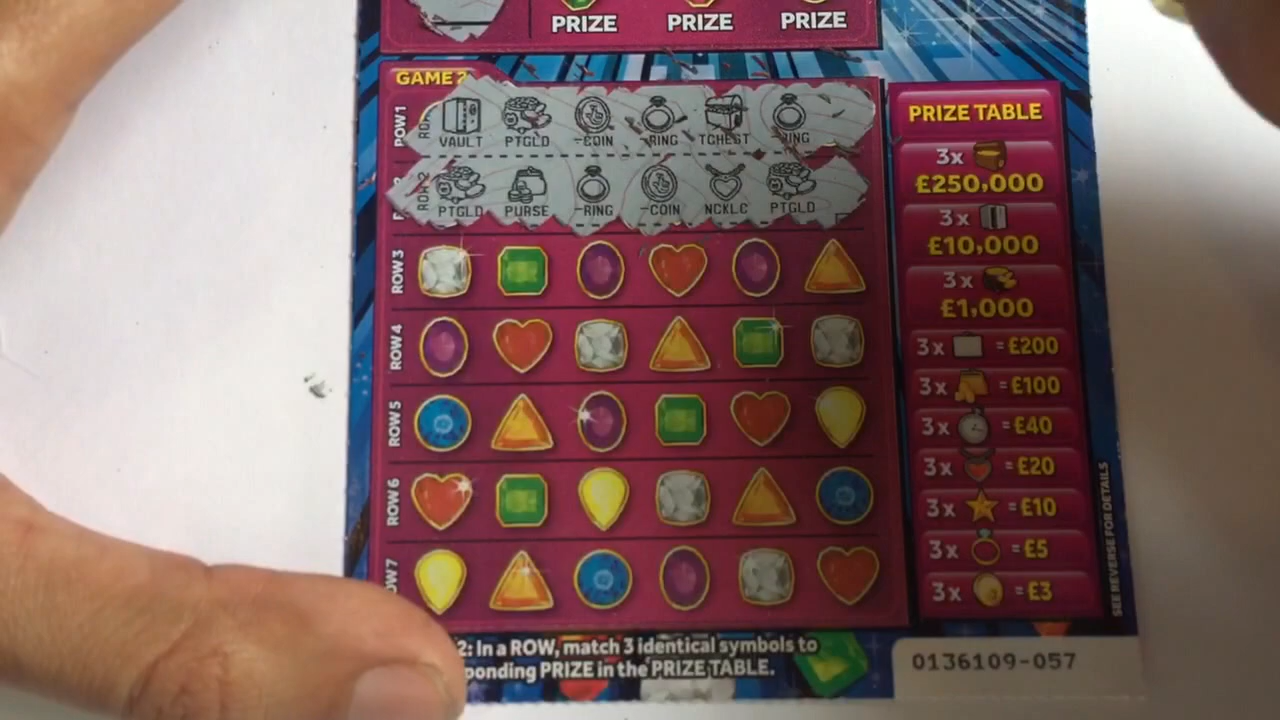 PRIZE PRIZE PRIZE
GAME 2
ROW 1
VAULT PTGLD COIN RING TCHEST RING
ROW 2
PTGLD PURSE RING COIN NCKLC PTGLD
ROW 3
ROW 4
ROW 5
ROW 6
OW 7
PRIZE TABLE
3x
£250,000
3x
£10,000
3x
£1,000
3x = £200
3x = £100
3x = £40
3x = £20
3x = £10
3x = £5
3x = £3
SEE REVERSE FOR DETAILS
2: In a ROW, match 3 identical symbols to
ponding PRIZE in the PRIZE TABLE.
0136109-057